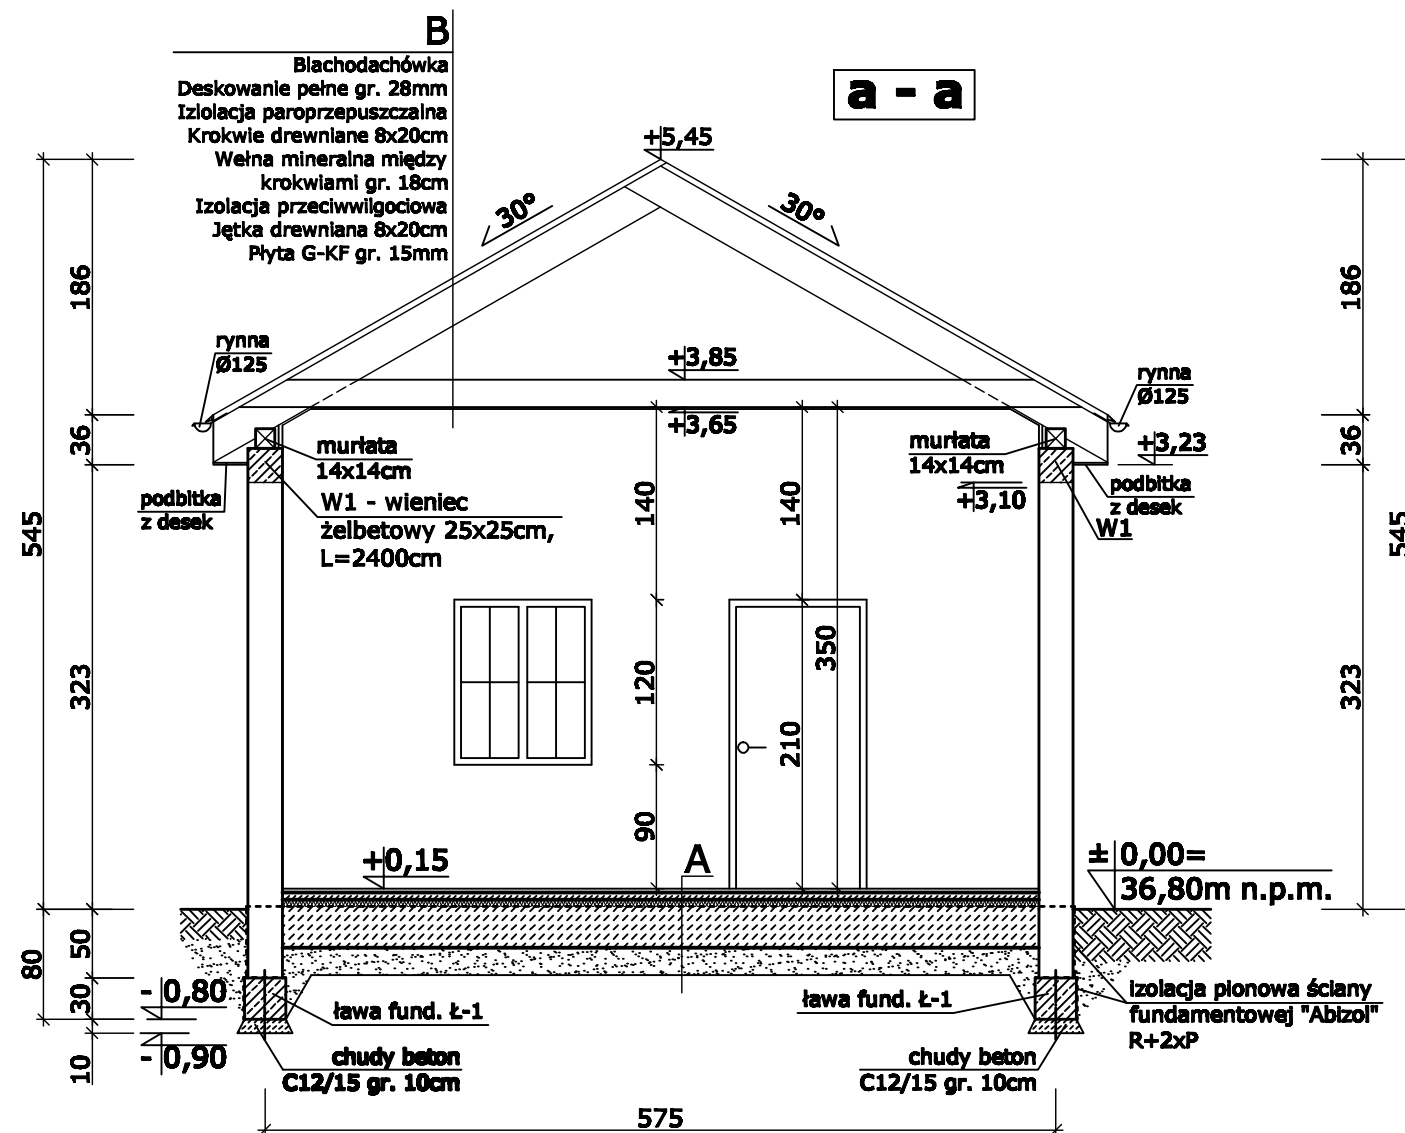 B
Blachodachówka
Deskowanie pełne gr. 28mm
Iziolacja paroprzepuszczalna
Krokwie drewniane 8x20cm
Wełna mineralna między
krokwiami gr. 18cm
Izolacja przeciwwilgociowa
Jętka drewniana 8x20cm
Płyta G-KF gr. 15mm
a - a
+5,45
30°
30°
186
186
rynna
Ø125
rynna
Ø125
+3,85
+3,65
36
36
murłata
14x14cm
murłata
14x14cm
+3,23
+3,10
podbitka
z desek
podbitka
z desek
W1 - wieniec
żelbetowy 25x25cm,
L=2400cm
W1
140
140
545
545
323
323
120
350
210
90
+0,15
A
± 0,00=
36,80m n.p.m.
80
50
30
10
- 0,80
- 0,90
ława fund. Ł-1
ława fund. Ł-1
izolacja pionowa ściany
fundamentowej "Abizol"
R+2xP
chudy beton
C12/15 gr. 10cm
chudy beton
C12/15 gr. 10cm
575